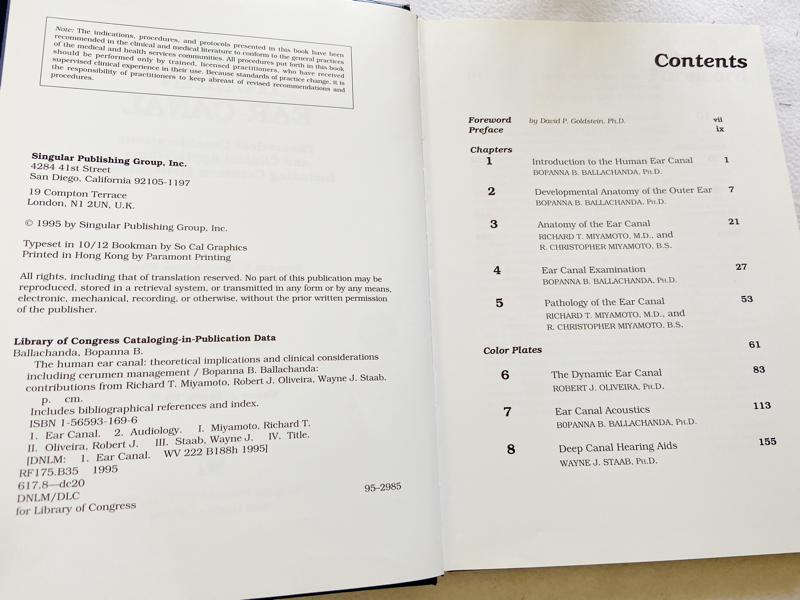 Note: The indications, procedures, and protocols presented in this book have been
recommended in the clinical and medical literature to conform to the general practices
of the medical and health services communities. All procedures put forth in this book
should be performed only by trained, licensed practitioners, who have received
supervised clinical experience in their use. Because standards of practice change, it is
the responsibility of practitioners to keep abreast of revised recommendations and
procedures.
Singular Publishing Group, Inc.
4284 41st Street
San Diego, California 92105-1197
19 Compton Terrace
London, N1 2UN, U.K.
© 1995 by Singular Publishing Group, Inc.
Typeset in 10/12 Bookman by So Cal Graphics
Printed in Hong Kong by Paramont Printing
All rights, including that of translation reserved. No part of this publication may be
reproduced, stored in a retrieval system, or transmitted in any form or by any means,
electronic, mechanical, recording, or otherwise, without the prior written permission
of the publisher.
Library of Congress Cataloging-in-Publication Data
Ballachanda, Bopanna B.
The human ear canal: theoretical implications and clinical considerations
including cerumen management / Bopanna B. Ballachanda:
contributions from Richard T. Miyamoto, Robert J. Oliveira, Wayne J. Staab.
p. cm.
Includes bibliographical references and index.
ISBN 1-56593-169-6
1. Ear Canal. 2. Audiology. I. Miyamoto, Richard T.
II. Oliveira, Robert J. III. Staab, Wayne J. IV. Title.
[DNLM: 1. Ear Canal. WV 222 B188h 1995]
RF175.B35 1995
617.8—dc20
DNLM/DLC
for Library of Congress 95-2985
Contents
Foreword by David P. Goldstein, Ph.D. vii
Preface ix
Chapters
1 Introduction to the Human Ear Canal 1
BOPANNA B. BALLACHANDA, PH.D.
2 Developmental Anatomy of the Outer Ear 7
BOPANNA B. BALLACHANDA, PH.D.
3 Anatomy of the Ear Canal 21
RICHARD T. MIYAMOTO, M.D., and
R. CHRISTOPHER MIYAMOTO, B.S.
4 Ear Canal Examination 27
BOPANNA B. BALLACHANDA, PH.D.
5 Pathology of the Ear Canal 53
RICHARD T. MIYAMOTO, M.D., and
R. CHRISTOPHER MIYAMOTO, B.S.
Color Plates 61
6 The Dynamic Ear Canal 83
ROBERT J. OLIVEIRA, PH.D.
7 Ear Canal Acoustics 113
BOPANNA B. BALLACHANDA, PH.D.
8 Deep Canal Hearing Aids 155
WAYNE J. STAAB, PH.D.